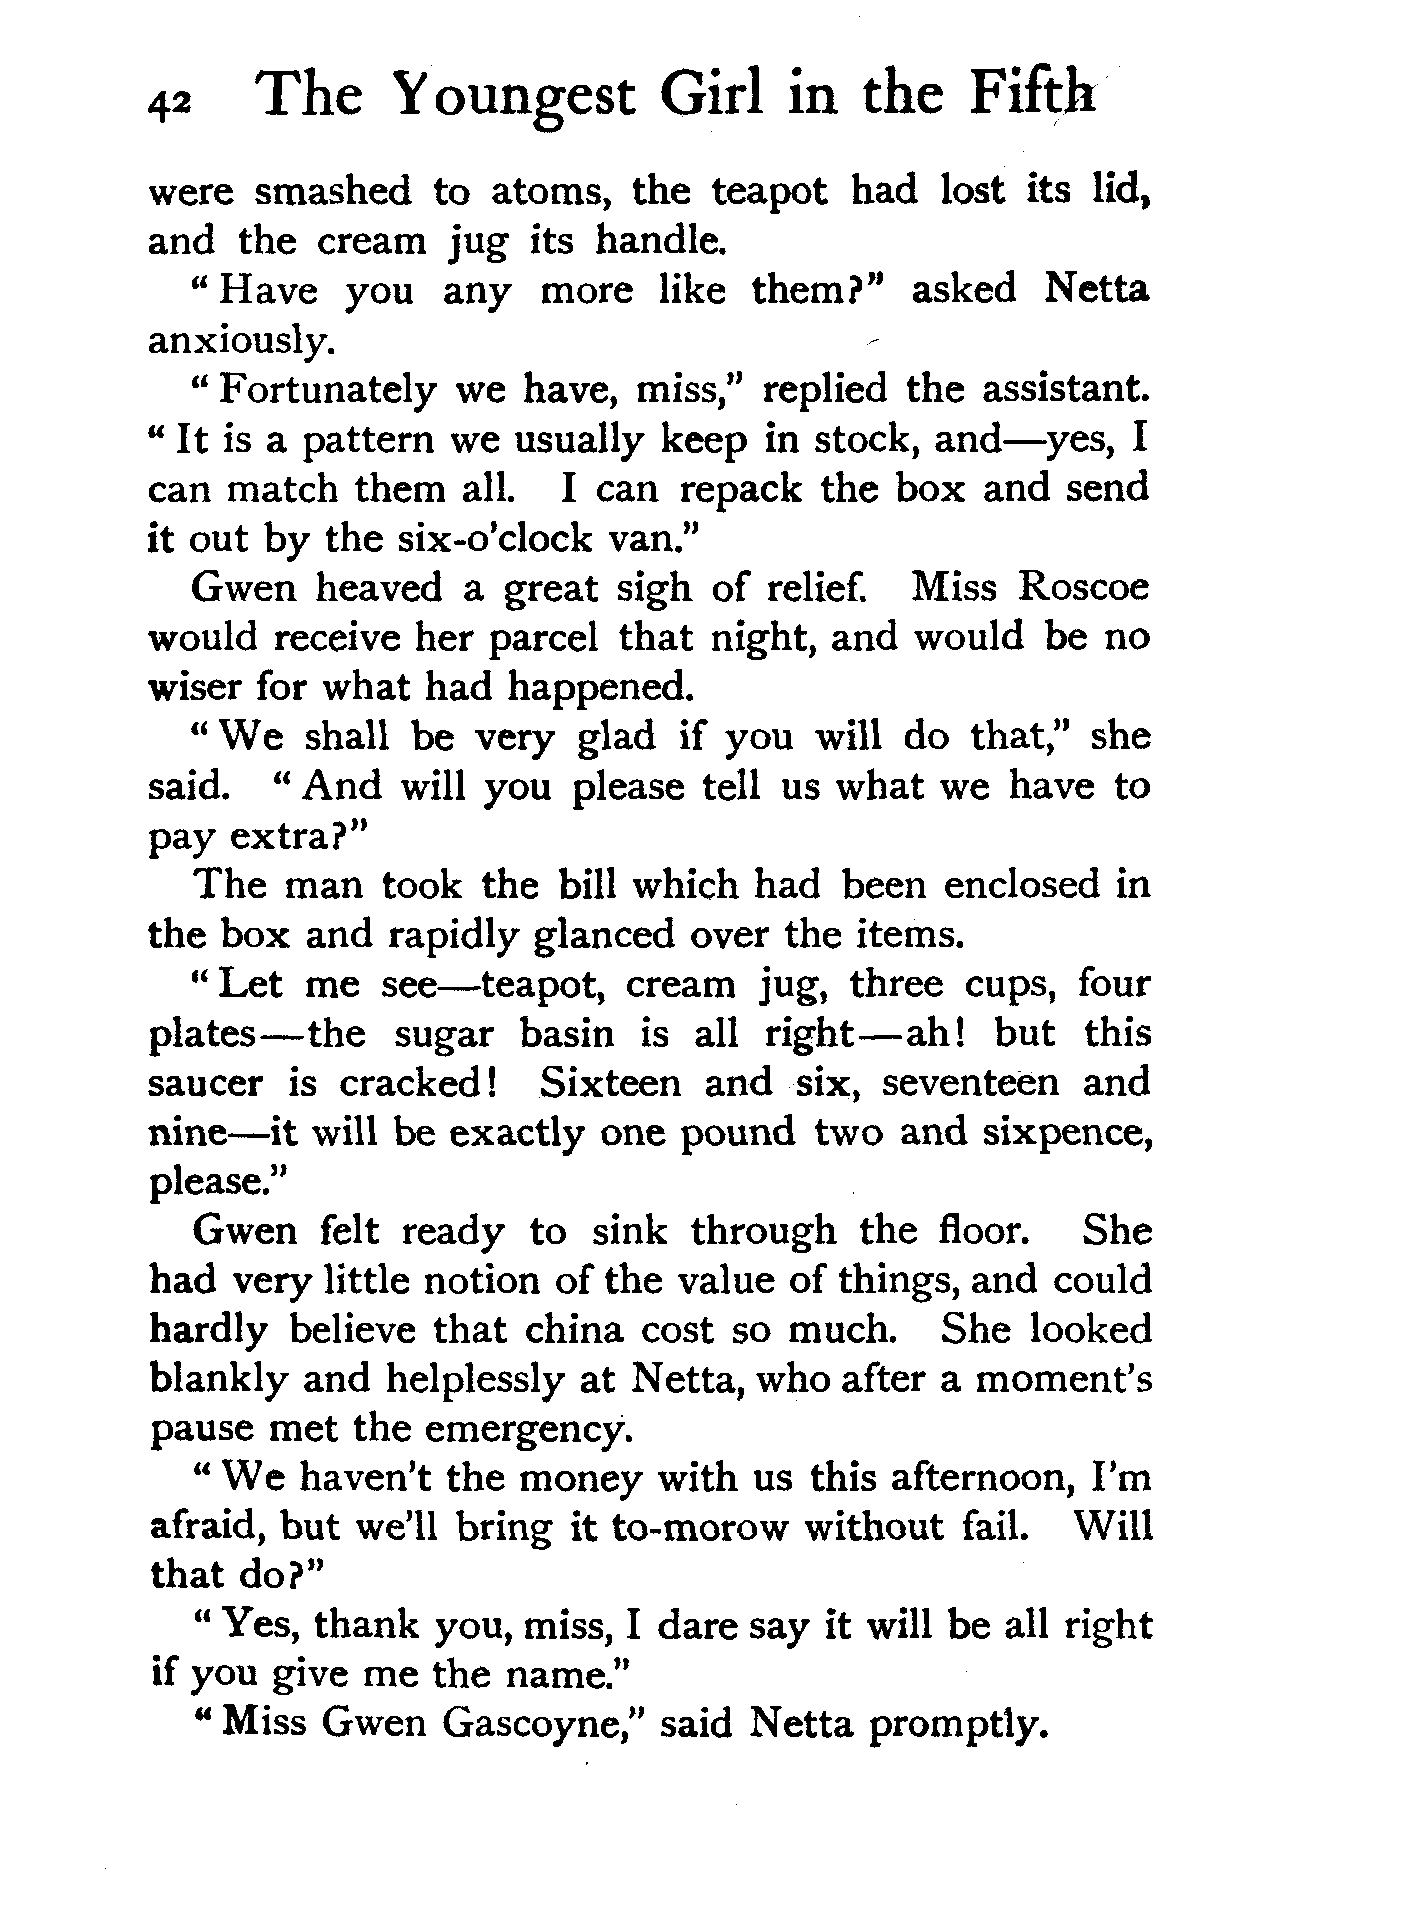 42 The Youngest Girl in the Fifth
were smashed to atoms, the teapot had lost its lid,
and the cream jug its handle.
“Have you any more like them?” asked Netta
anxiously.
“Fortunately we have, miss,” replied the assistant.
“It is a pattern we usually keep in stock, and—yes, I
can match them all. I can repack the box and send
it out by the six-o'clock van.”
Gwen heaved a great sigh of relief. Miss Roscoe
would receive her parcel that night, and would be no
wiser for what had happened.
“We shall be very glad if you will do that,” she
said. “And will you please tell us what we have to
pay extra?”
The man took the bill which had been enclosed in
the box and rapidly glanced over the items.
“Let me see—teapot, cream jug, three cups, four
plates—the sugar basin is all right—ah! but this
saucer is cracked! Sixteen and six, seventeen and
nine—it will be exactly one pound two and sixpence,
please.”
Gwen felt ready to sink through the floor. She
had very little notion of the value of things, and could
hardly believe that china cost so much. She looked
blankly and helplessly at Netta, who after a moment's
pause met the emergency.
“We haven't the money with us this afternoon, I'm
afraid, but we'll bring it to-morow without fail. Will
that do?”
“Yes, thank you, miss, I dare say it will be all right
if you give me the name.”
“Miss Gwen Gascoyne,” said Netta promptly.